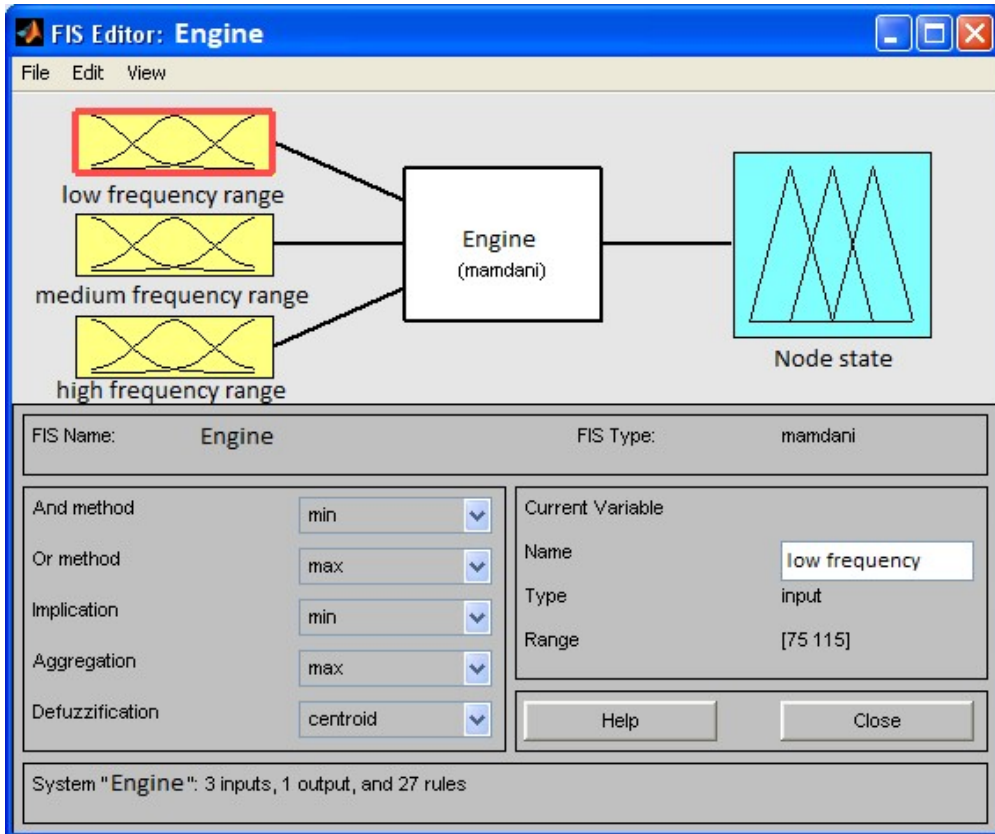 FIS Editor: Engine
File Edit View
low frequency range
medium frequency range
high frequency range
Engine
(mamdani)
Node state
FIS Name: Engine FIS Type: mamdani
And method min
Or method max
Implication min
Aggregation max
Defuzzification centroid
Current Variable
Name low frequency
Type input
Range [75 115]
Help Close
System "Engine": 3 inputs, 1 output, and 27 rules